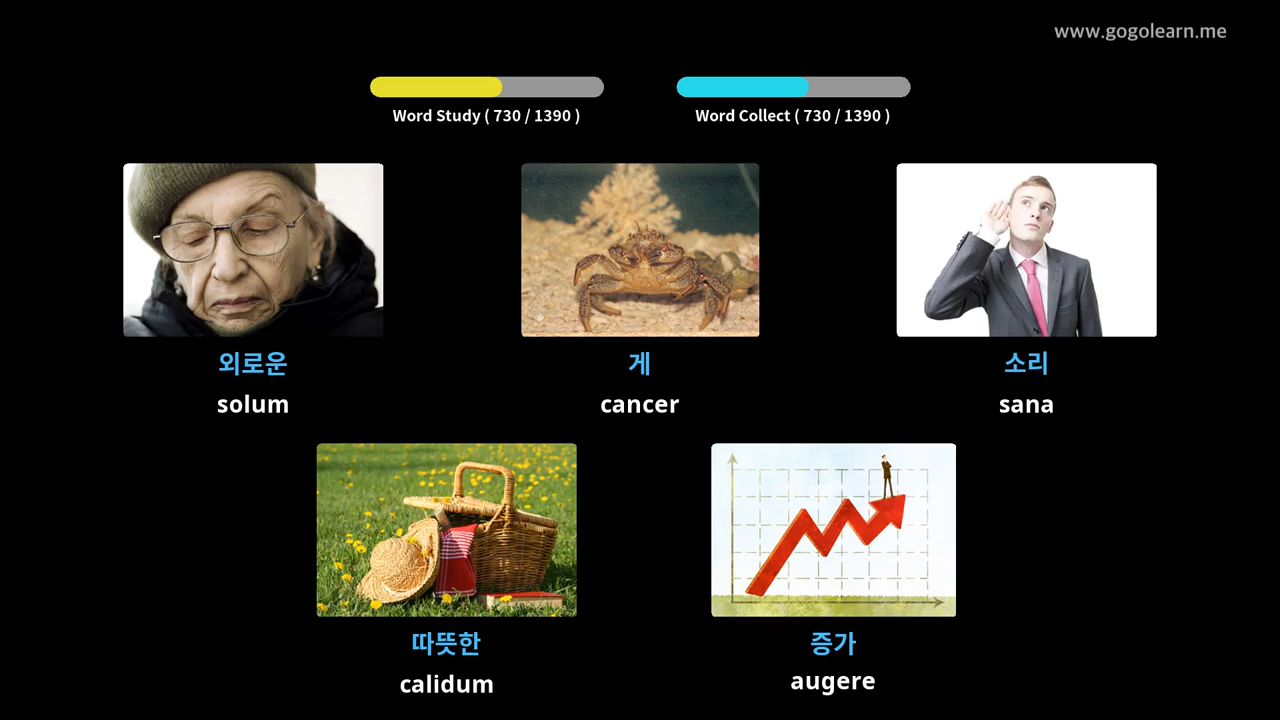 www.gogolearn.me
Word Study ( 730 / 1390 )
Word Collect ( 730 / 1390 )
외로운
게
소리
solum
cancer
sana
따뜻한
증가
calidum
augere